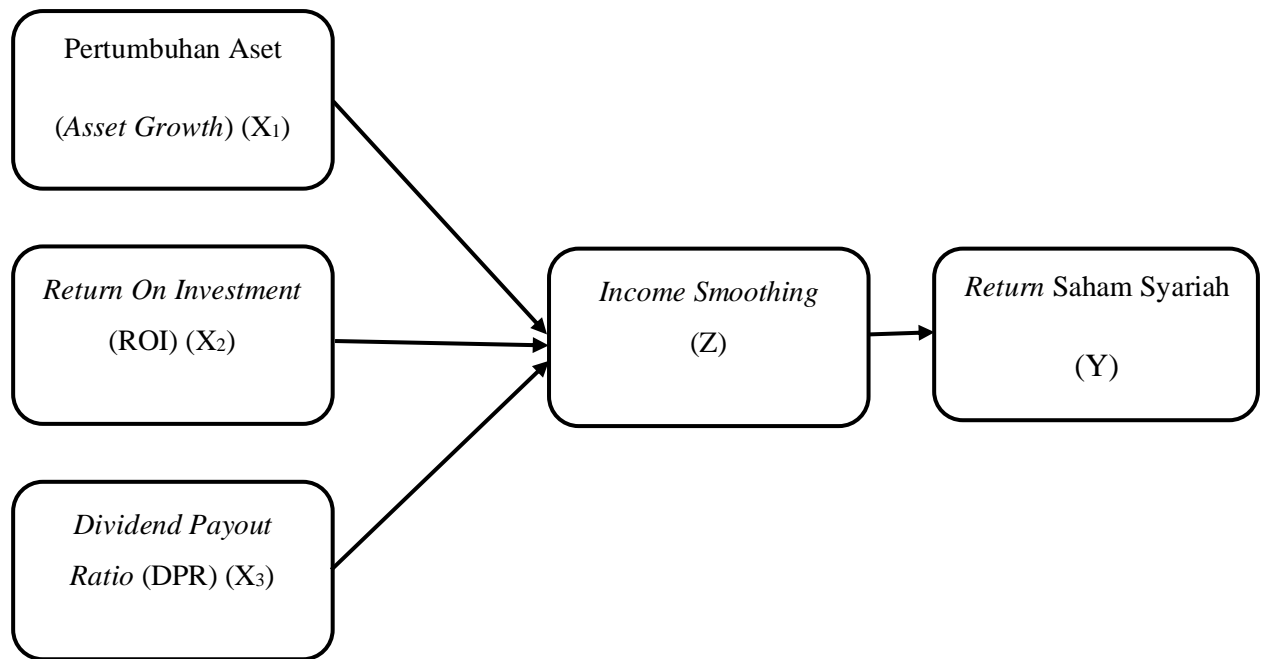 Pertumbuhan Aset
(Asset Growth) (X₁)
Return On Investment
(ROI) (X₂)
Dividend Payout
Ratio (DPR) (X₃)
Income Smoothing
(Z)
Return Saham Syariah
(Y)